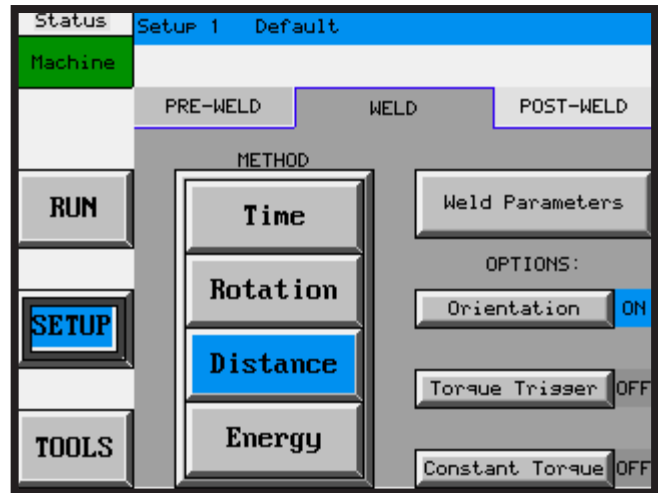 Status
Setup 1 Default
Machine
PRE-WELD
WELD
POST-WELD
METHOD
RUN
Time
Weld Parameters
OPTIONS:
Rotation
Orientation ON
SETUP
Distance
Torque Trigger OFF
Energy
TOOLS
Constant Torque OFF